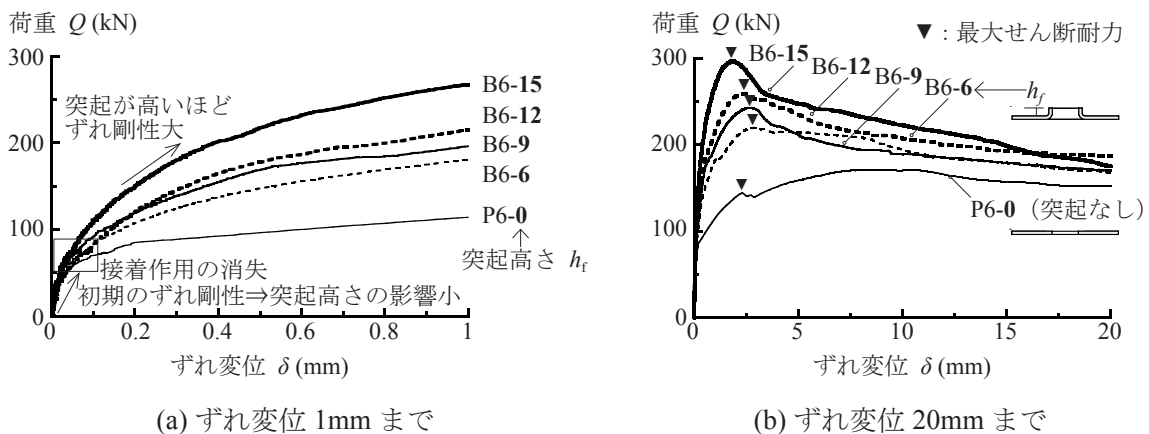 荷重 Q (kN)
300
200
100
0
突起が高いほど
ずれ剛性大
B6-15
B6-12
B6-9
B6-6
P6-0
突起高さ hf
接着作用の消失
初期のずれ剛性⇒突起高さの影響小
0 0.2 0.4 0.6 0.8 1
ずれ変位 δ (mm)
(a) ずれ変位 1mm まで
荷重 Q (kN)
▼ : 最大せん断耐力
300
200
100
0
B6-15
B6-12
B6-9
B6-6
hf
P6-0 (突起なし)
0 5 10 15 20
ずれ変位 δ (mm)
(b) ずれ変位 20mm まで